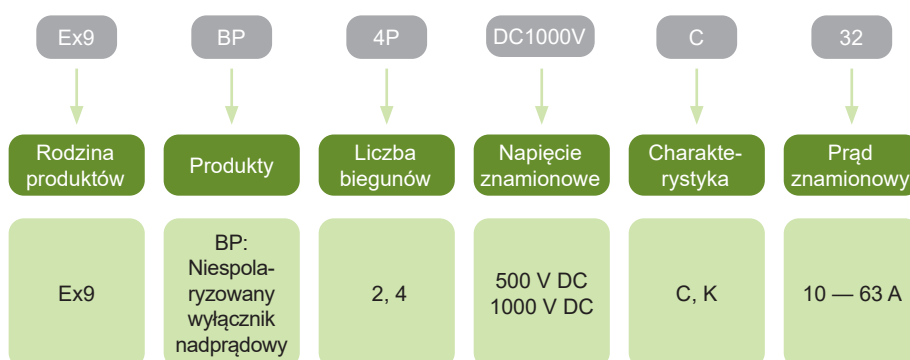 Ex9 BP 4P DC1000V C 32
Rodzina
produktów
Produkty
Liczba
biegunów
Napięcie
znamionowe
Charakte-
rystyka
Prąd
znamionowy
Ex9
BP:
Niespola-
ryzowany
wyłącznik
nadprądowy
2, 4
500 V DC
1000 V DC
C, K
10 — 63 A